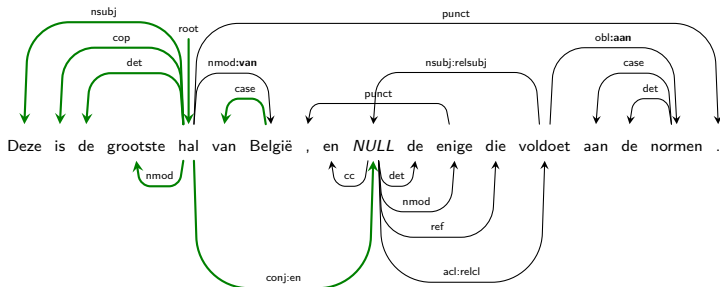 punct
nsubj
root
cop
obl:aan
det
nmod:van
nsubj:relsubj
case
case
punct
det
Deze is de grootste hal van België , en NULL de enige die voldoet aan de normen .
nmod
cc
det
nmod
ref
conj:en
acl:relcl